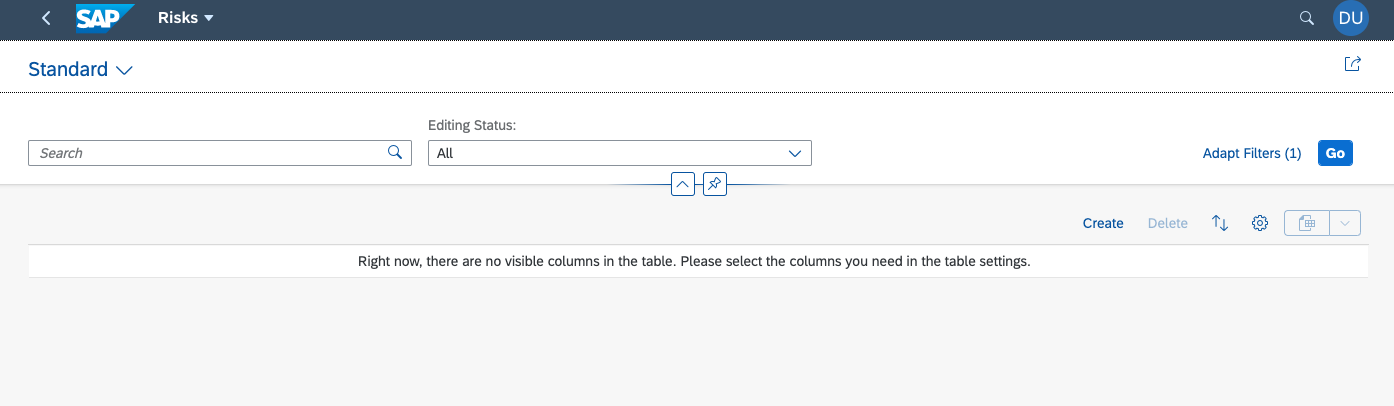 SAP Risks DU
Standard
Editing Status:
Search All Adapt Filters (1) Go
Create Delete
Right now, there are no visible columns in the table. Please select the columns you need in the table settings.